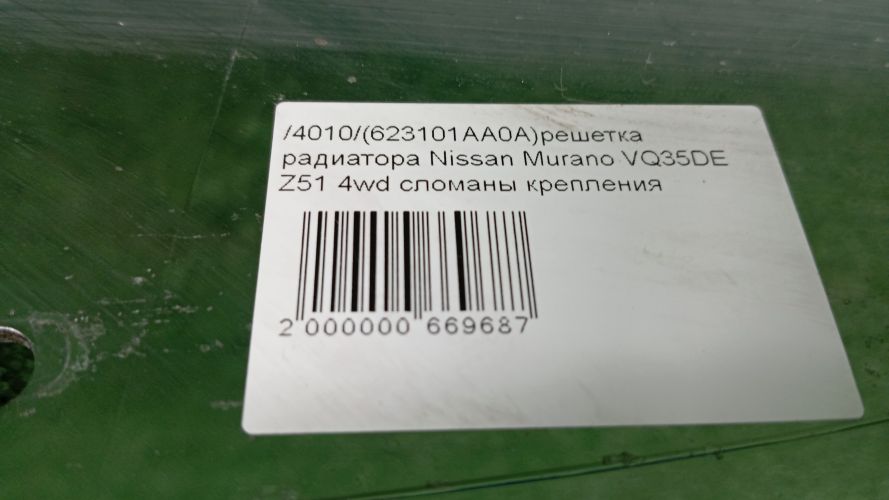 /4010/(623101AA0A)решетка
радиатора Nissan Murano VQ35DE
Z51 4wd сломаны крепления
2 000000 669687